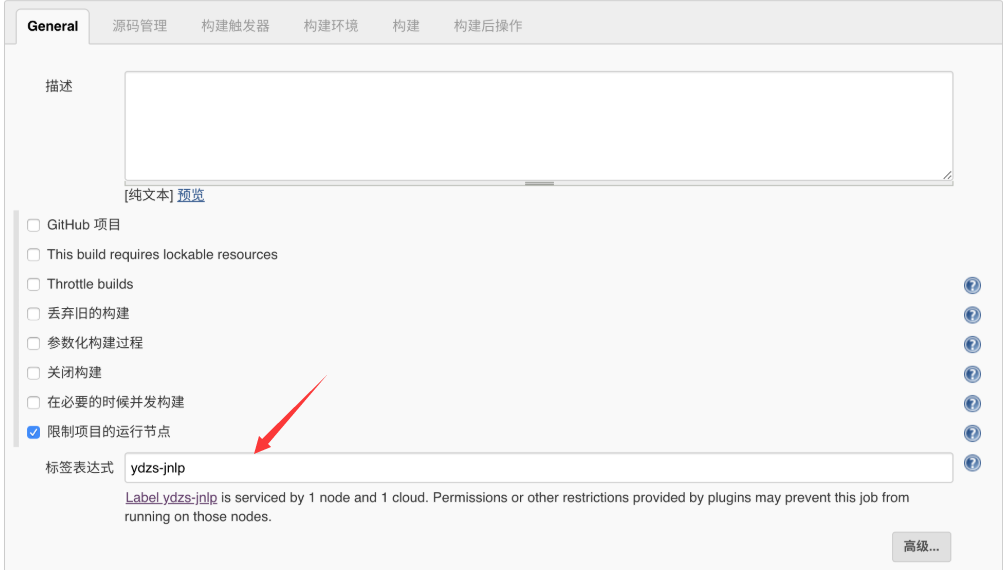 General 源码管理 构建触发器 构建环境 构建 构建后操作
描述
[纯文本] 预览
GitHub 项目
This build requires lockable resources
Throttle builds
丢弃旧的构建
参数化构建过程
关闭构建
在必要的时候并发构建
限制项目的运行节点
标签表达式 ydzs-jnlp
Label ydzs-jnlp is serviced by 1 node and 1 cloud. Permissions or other restrictions provided by plugins may prevent this job from
running on those nodes.
高级...